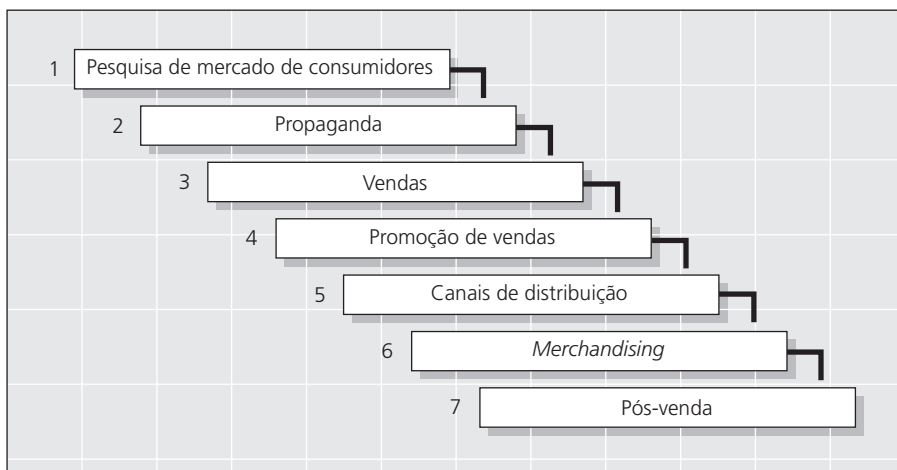 1 Pesquisa de mercado de consumidores
2 Propaganda
3 Vendas
4 Promoção de vendas
5 Canais de distribuição
6 Merchandising
7 Pós-venda